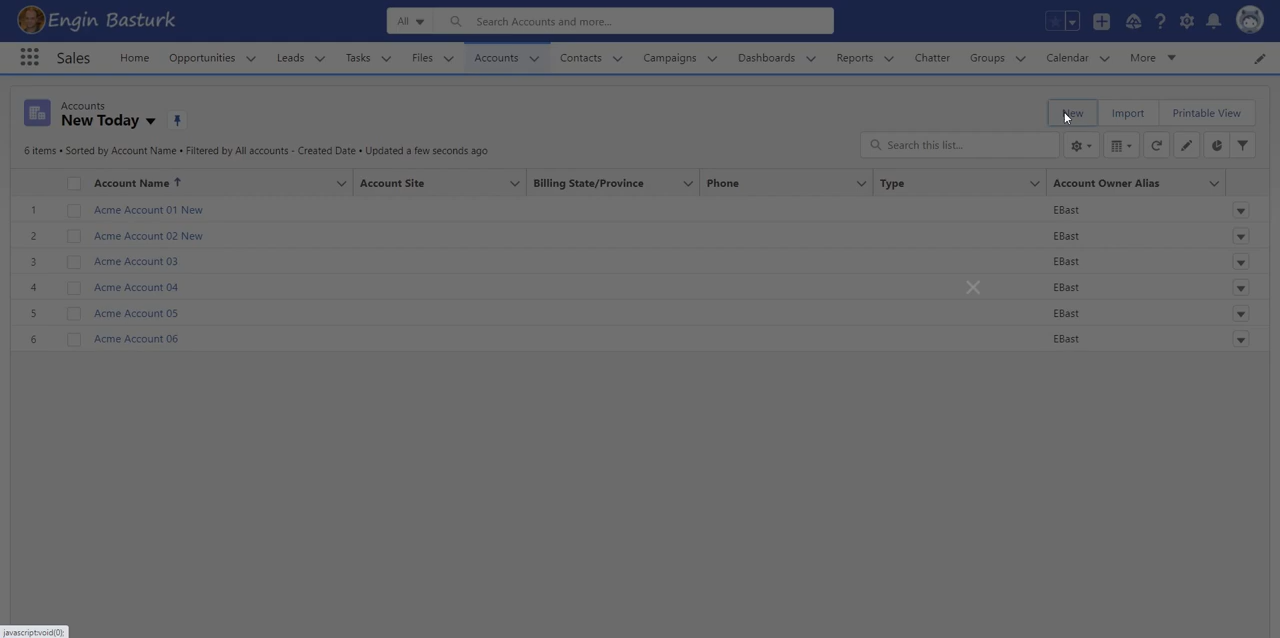 Engin Basturk
All
Search Accounts and more...
Sales
Home
Opportunities
Leads
Tasks
Files
Accounts
Contacts
Campaigns
Dashboards
Reports
Chatter
Groups
Calendar
More
Accounts
New Today
New
Import
Printable View
6 items • Sorted by Account Name • Filtered by All accounts - Created Date • Updated a few seconds ago
Search this list...
Account Name
Account Site
Billing State/Province
Phone
Type
Account Owner Alias
1 Acme Account 01 New EBast
2 Acme Account 02 New EBast
3 Acme Account 03 EBast
4 Acme Account 04 EBast
5 Acme Account 05 EBast
6 Acme Account 06 EBast
javascript:void(0);